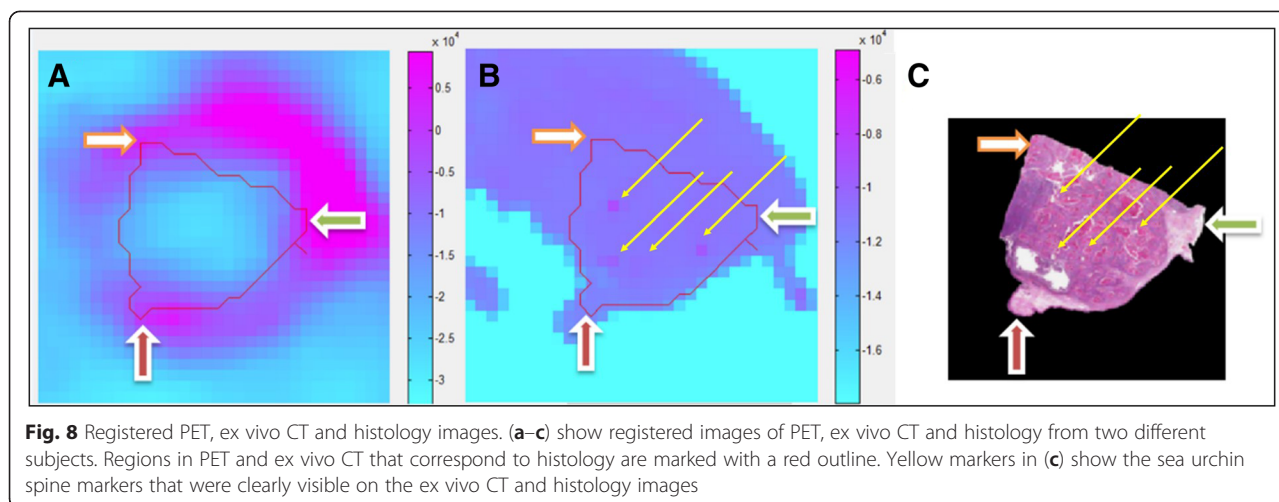 A
x 10⁴
0.5
0
-0.5
-1
-1.5
-2
-2.5
-3
B
x 10⁴
-0.6
-0.8
-1
-1.2
-1.4
-1.6
C
Fig. 8 Registered PET, ex vivo CT and histology images. (a–c) show registered images of PET, ex vivo CT and histology from two different
subjects. Regions in PET and ex vivo CT that correspond to histology are marked with a red outline. Yellow markers in (c) show the sea urchin
spine markers that were clearly visible on the ex vivo CT and histology images